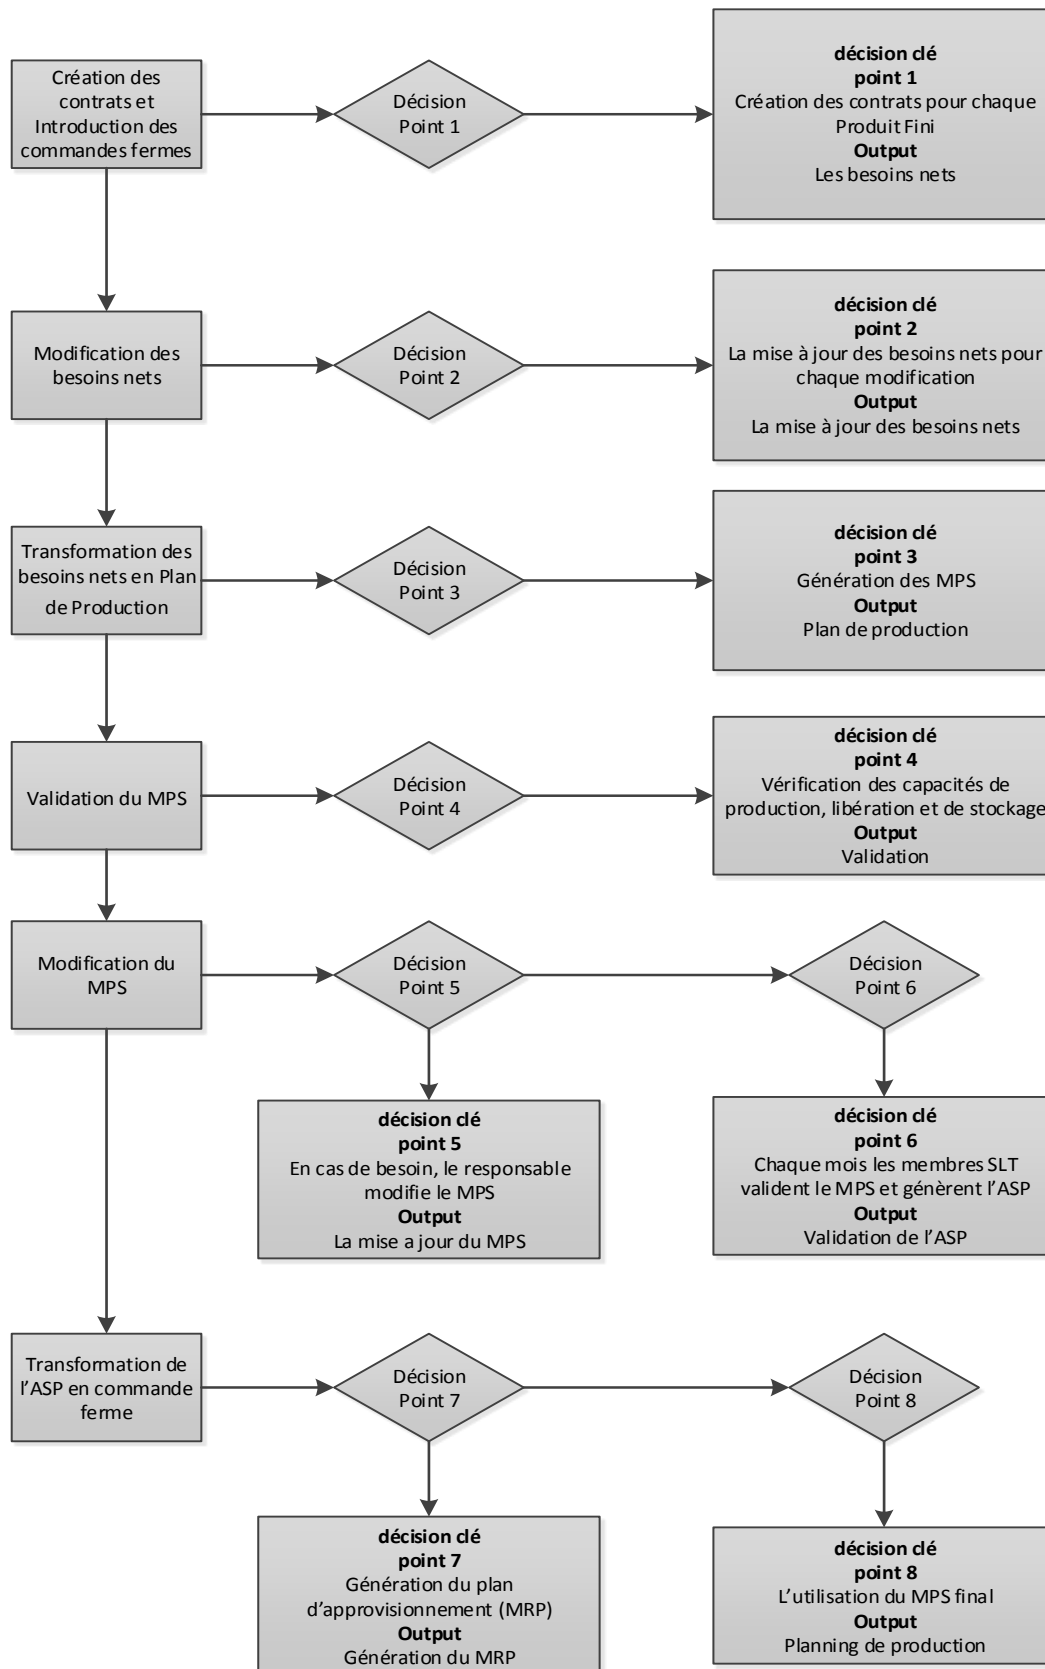 Création des
contrats et
Introduction des
commandes fermes
Décision
Point 1
décision clé
point 1
Création des contrats pour chaque
Produit Fini
Output
Les besoins nets
Modification des
besoins nets
Décision
Point 2
décision clé
point 2
La mise à jour des besoins nets pour
chaque modification
Output
La mise à jour des besoins nets
Transformation des
besoins nets en Plan
de Production
Décision
Point 3
décision clé
point 3
Génération des MPS
Output
Plan de production
Validation du MPS
Décision
Point 4
décision clé
point 4
Vérification des capacités de
production, libération et de stockage
Output
Validation
Modification du
MPS
Décision
Point 5
Décision
Point 6
décision clé
point 5
En cas de besoin, le responsable
modifie le MPS
Output
La mise a jour du MPS
décision clé
point 6
Chaque mois les membres SLT
valident le MPS et génèrent l’ASP
Output
Validation de l’ASP
Transformation de
l’ASP en commande
ferme
Décision
Point 7
Décision
Point 8
décision clé
point 7
Génération du plan
d’approvisionnement (MRP)
Output
Génération du MRP
décision clé
point 8
L’utilisation du MPS final
Output
Planning de production